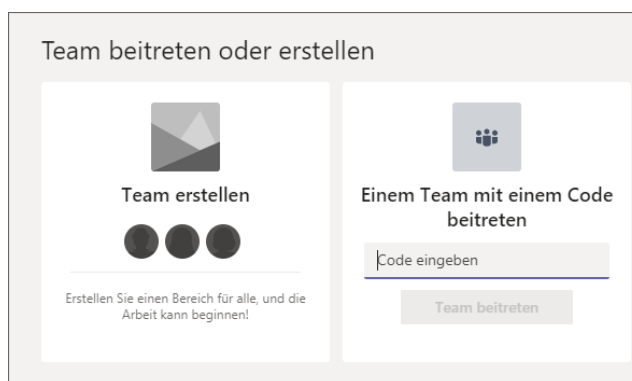 Team beitreten oder erstellen
Team erstellen
Erstellen Sie einen Bereich für alle, und die
Arbeit kann beginnen!
Einem Team mit einem Code
beitreten
Code eingeben
Team beitreten